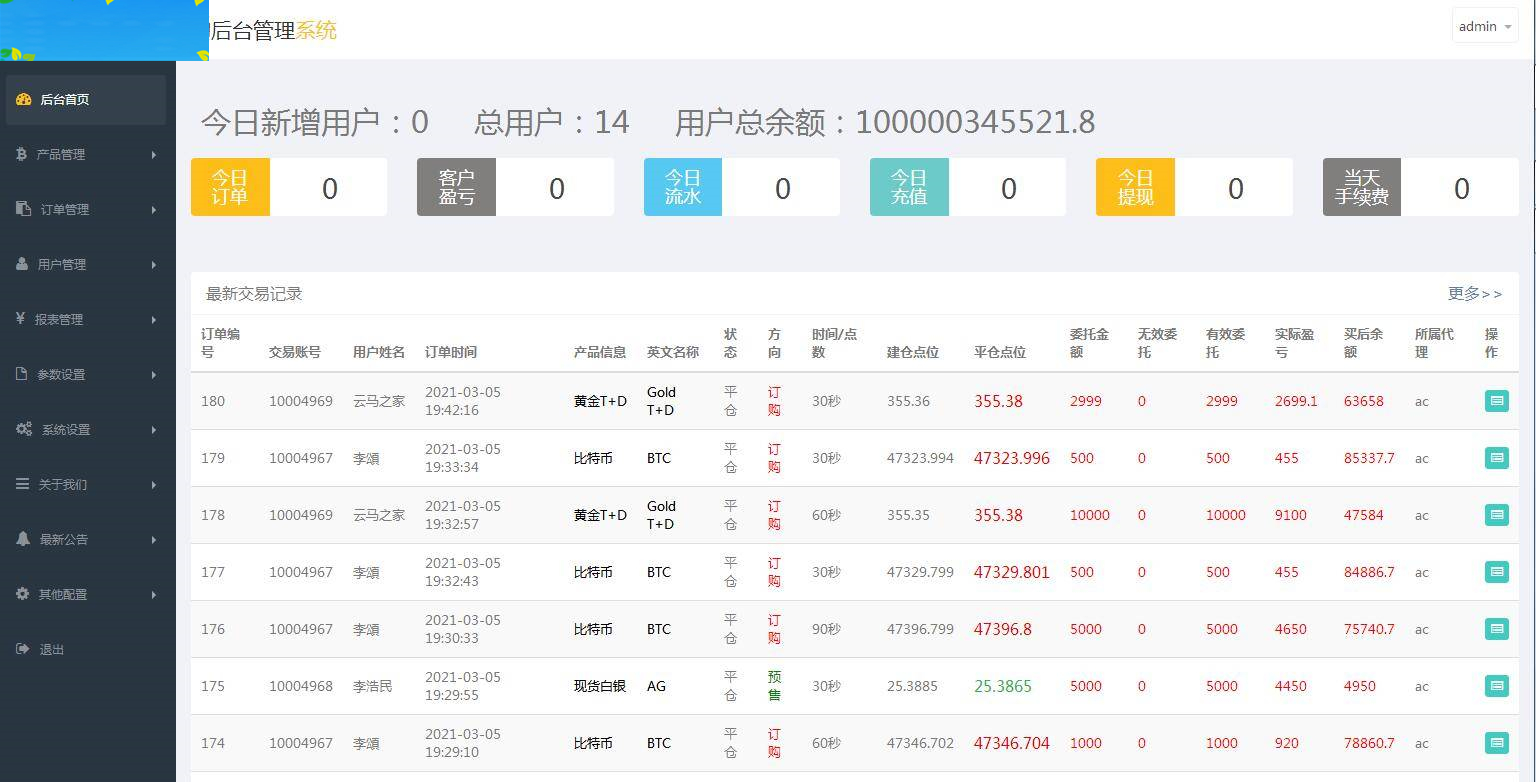 后台管理系统
admin
后台首页
产品管理
订单管理
用户管理
报表管理
参数设置
系统设置
关于我们
最新公告
其他配置
退出
今日新增用户：0 总用户：14 用户总余额：100000345521.8
今日
订单
0
客户
盈亏
0
今日
流水
0
今日
充值
0
今日
提现
0
当天
手续费
0
最新交易记录 更多>>
订单编号 交易账号 用户姓名 订单时间 产品信息 英文名称 状态 方向 时间/点数 建仓点位 平仓点位 委托金额 无效委托 有效委托 实际盈亏 买后余额 所属代理 操作
180 10004969 云马之家 2021-03-05 19:42:16 黄金T+D Gold T+D 平仓 订购 30秒 355.36 355.38 2999 0 2999 2699.1 63658 ac
179 10004967 李頌 2021-03-05 19:33:34 比特币 BTC 平仓 订购 30秒 47323.994 47323.996 500 0 500 455 85337.7 ac
178 10004969 云马之家 2021-03-05 19:32:57 黄金T+D Gold T+D 平仓 订购 60秒 355.35 355.38 10000 0 10000 9100 47584 ac
177 10004967 李頌 2021-03-05 19:32:43 比特币 BTC 平仓 订购 30秒 47329.799 47329.801 500 0 500 455 84886.7 ac
176 10004967 李頌 2021-03-05 19:30:33 比特币 BTC 平仓 订购 90秒 47396.799 47396.8 5000 0 5000 4650 75740.7 ac
175 10004968 李浩民 2021-03-05 19:29:55 现货白银 AG 平仓 预售 30秒 25.3885 25.3865 5000 0 5000 4450 4950 ac
174 10004967 李頌 2021-03-05 19:29:10 比特币 BTC 平仓 订购 60秒 47346.702 47346.704 1000 0 1000 920 78860.7 ac